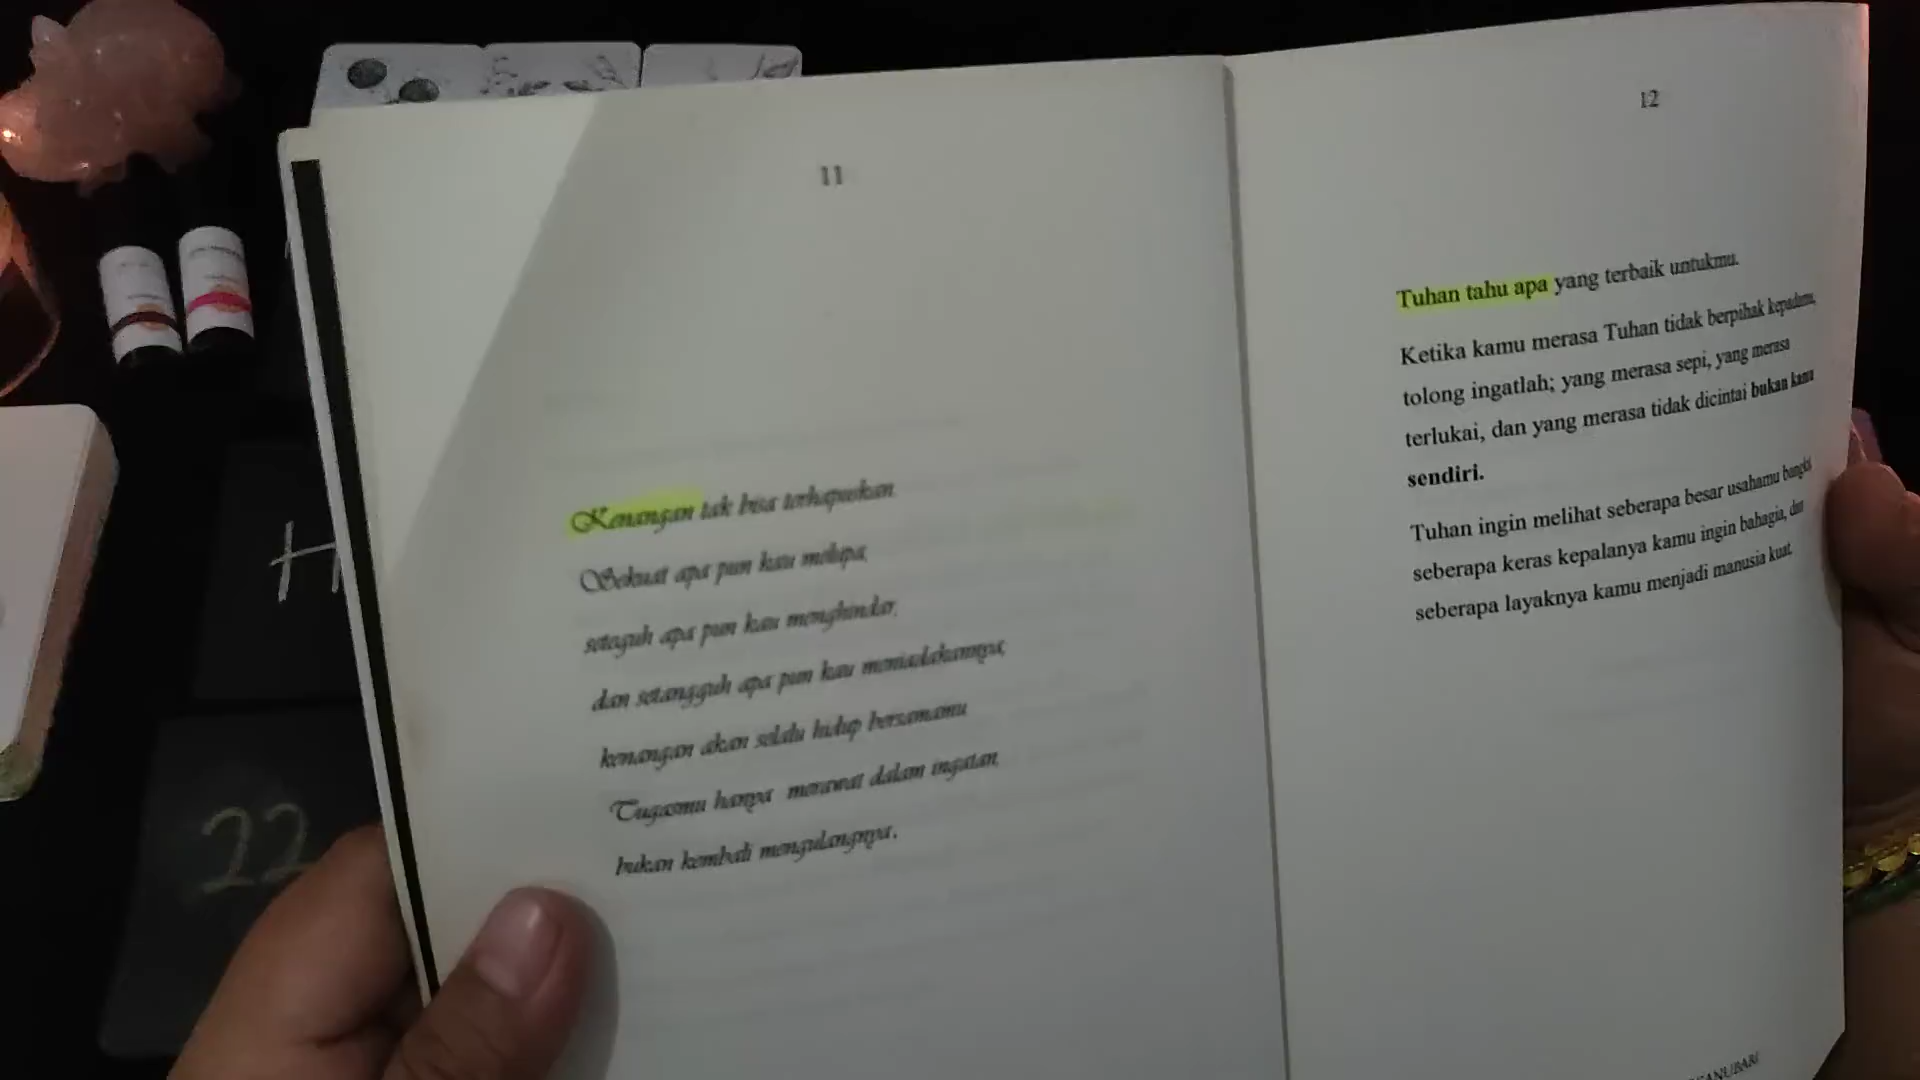 11
Kenangan tak bisa terhapuskan.
Sekuat apa pun kau melupa,
seteguh apa pun kau menghindar,
dan setangguh apa pun kau meniadakannya,
kenangan akan selalu hidup bersamamu
Tugasmu hanya merawat dalam ingatan,
bukan kembali mengulangnya.
12
Tuhan tahu apa yang terbaik untukmu.
Ketika kamu merasa Tuhan tidak berpihak kepadamu,
tolong ingatlah; yang merasa sepi, yang merasa
terlukai, dan yang merasa tidak dicintai bukan kamu
sendiri.
Tuhan ingin melihat seberapa besar usahamu bangkit
seberapa keras kepalanya kamu ingin bahagia, dan
seberapa layaknya kamu menjadi manusia kuat.
H
22